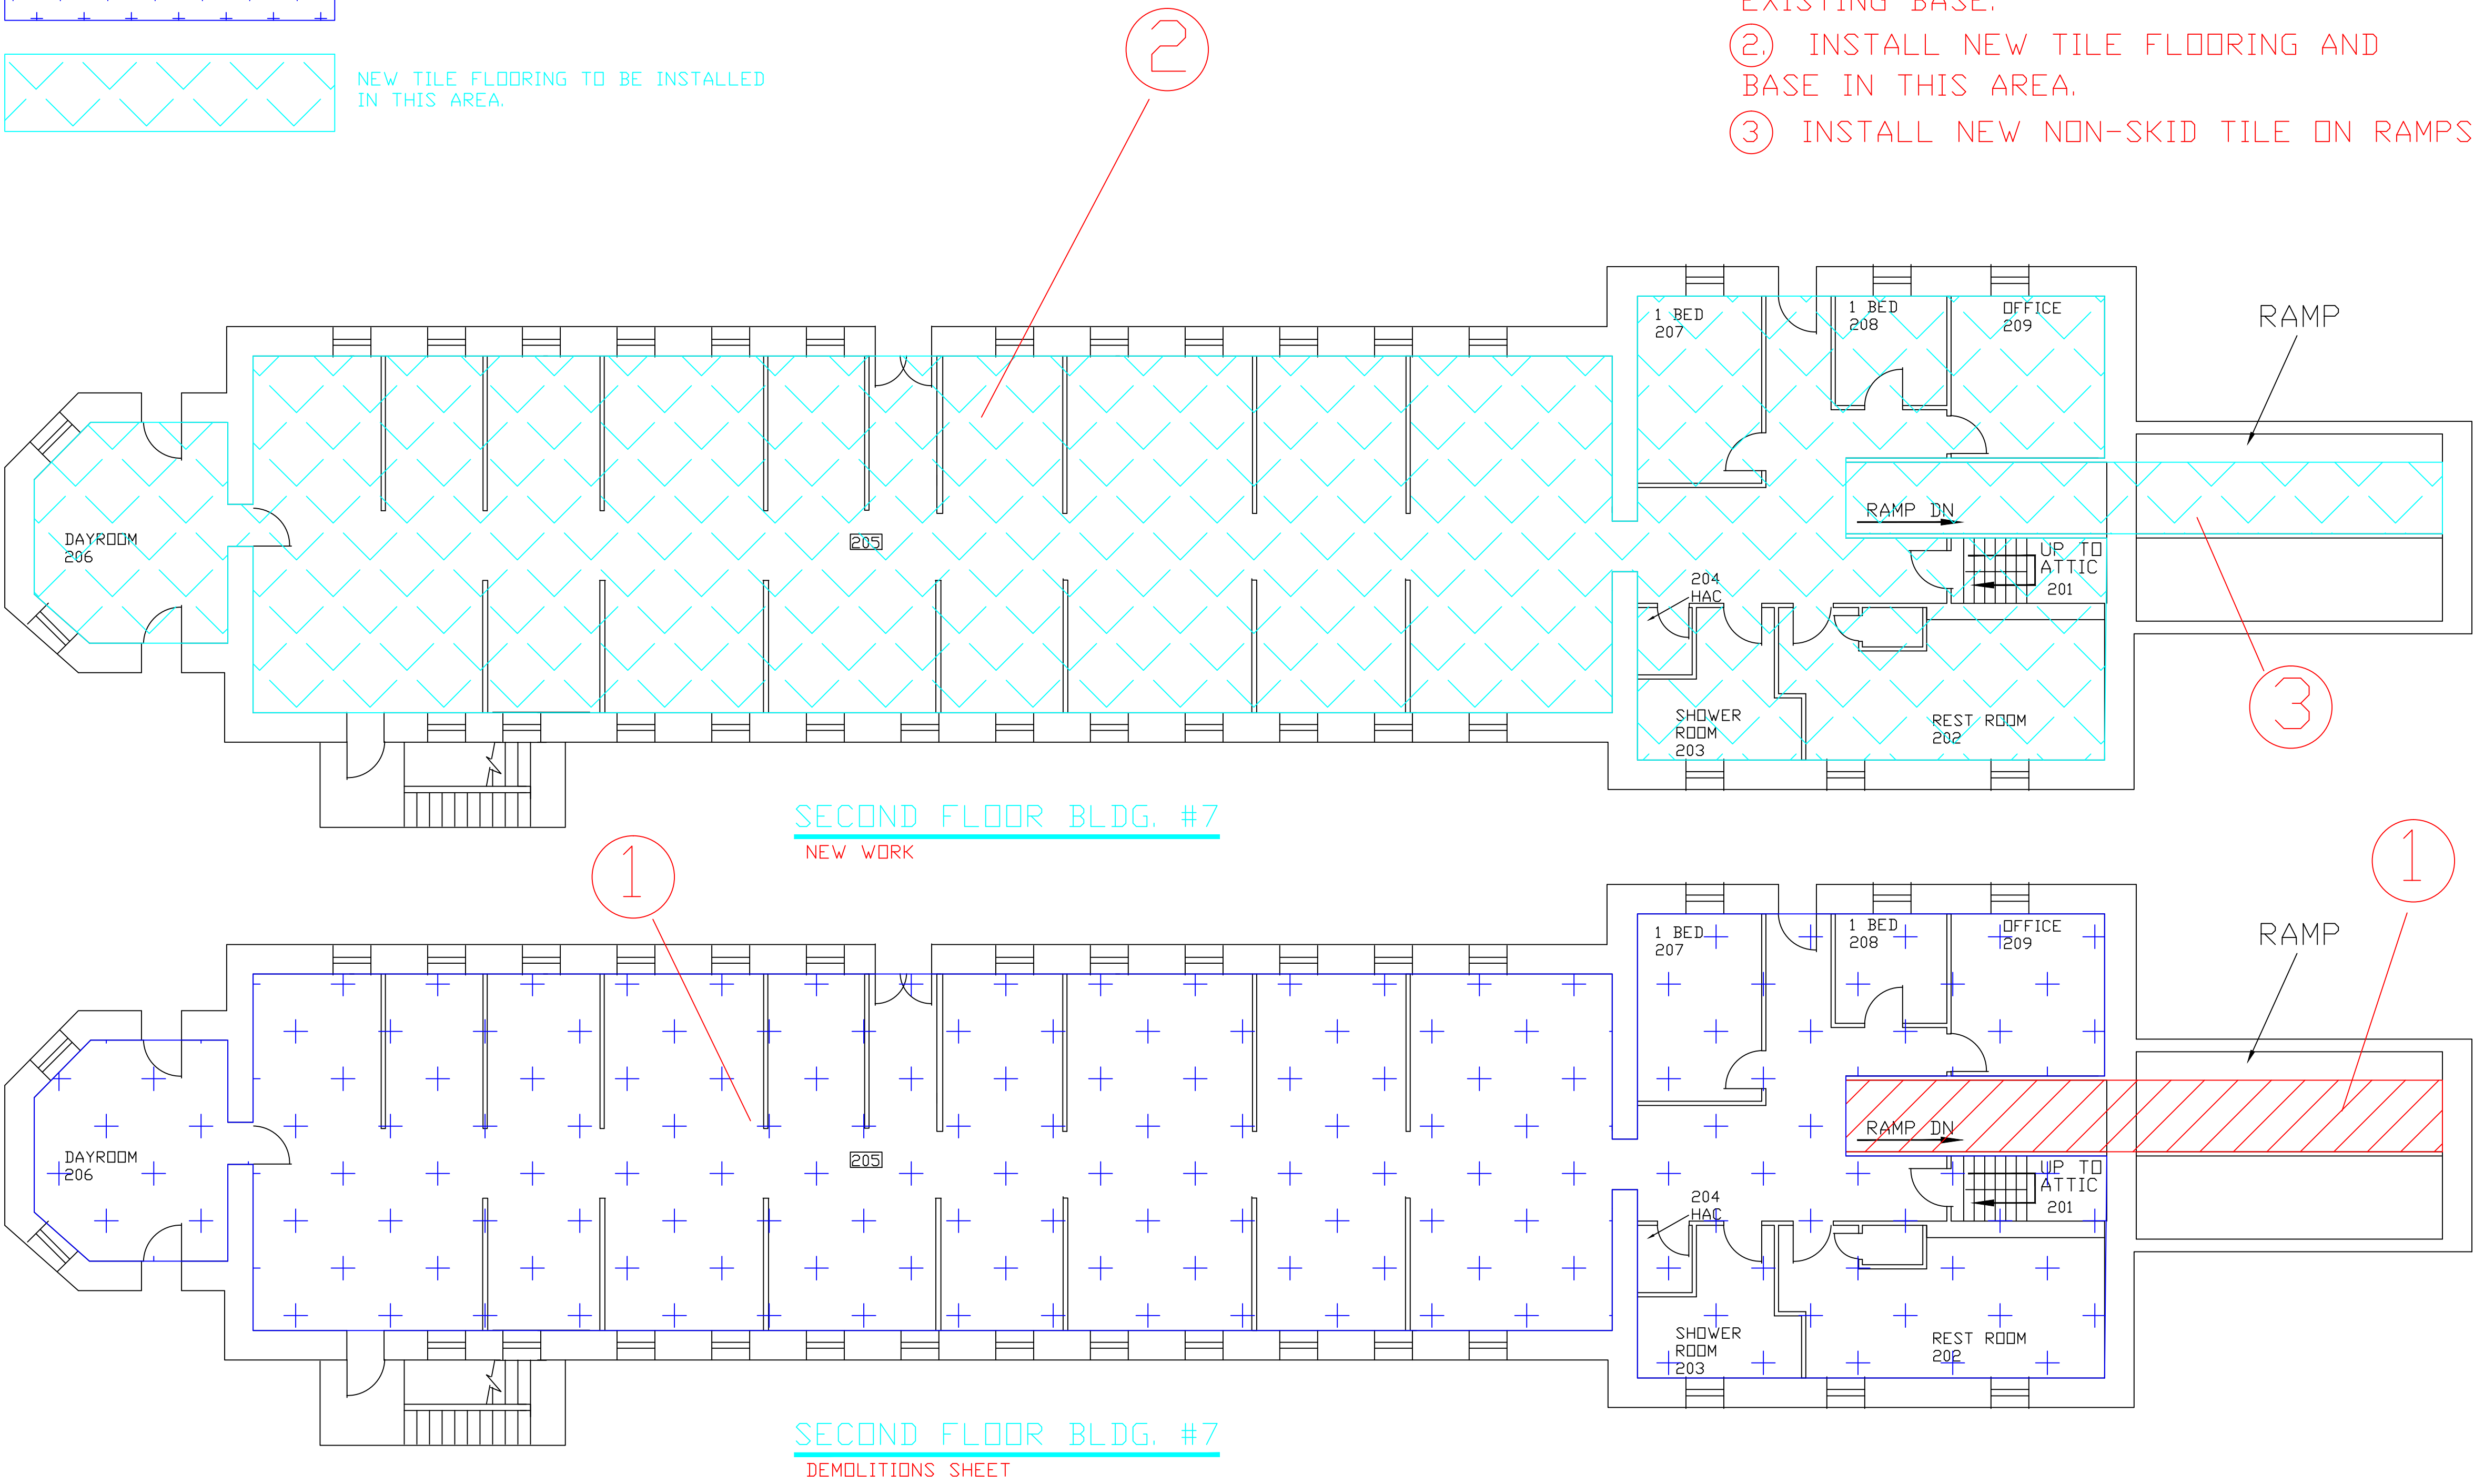 EXISTING BASE.
2. INSTALL NEW TILE FLOORING AND
BASE IN THIS AREA.
3 INSTALL NEW NON-SKID TILE ON RAMPS
NEW TILE FLOORING TO BE INSTALLED
IN THIS AREA.
2
1 BED
207
1 BED
208
OFFICE
209
RAMP
DAYROOM
206
205
RAMP DN
UP TO
ATTIC
201
204
HAC
SHOWER
ROOM
203
REST ROOM
202
3
SECOND FLOOR BLDG. #7
NEW WORK
1
1
1 BED
207
1 BED
208
OFFICE
209
RAMP
DAYROOM
206
205
RAMP DN
UP TO
ATTIC
201
204
HAC
SHOWER
ROOM
203
REST ROOM
202
SECOND FLOOR BLDG. #7
DEMOLITIONS SHEET